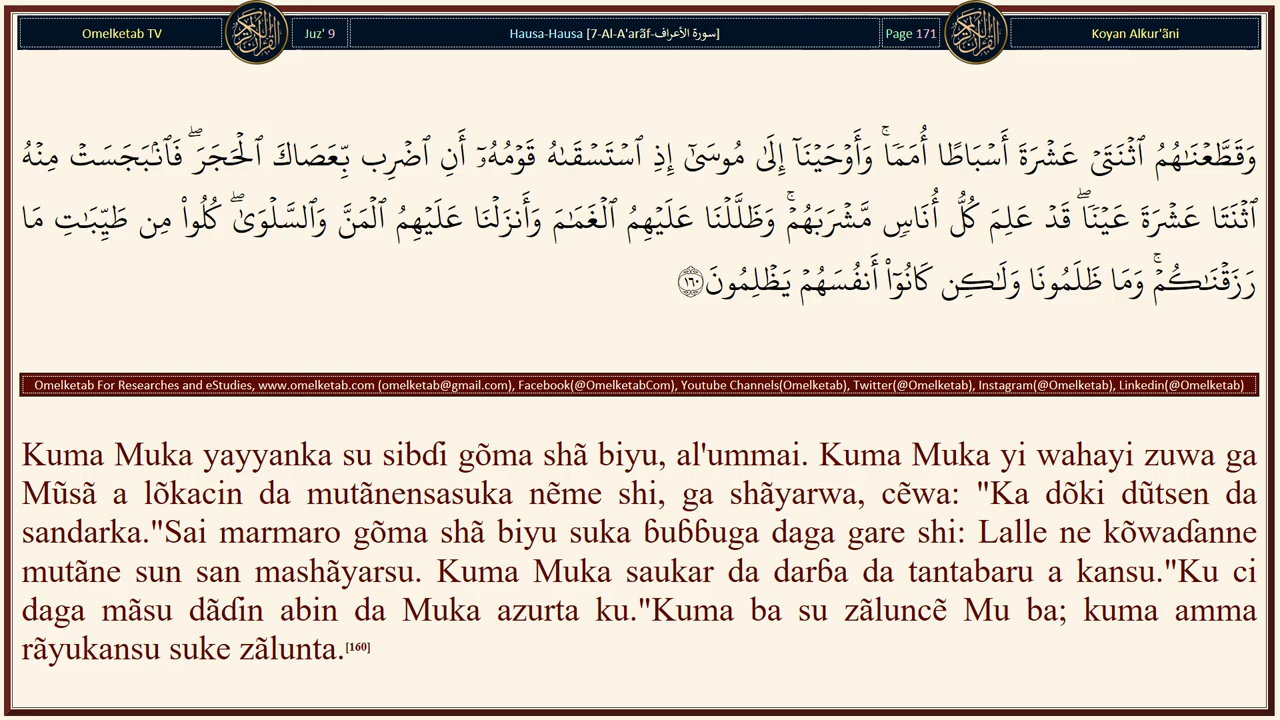 Omelketab TV
Juz' 9
Hausa-Hausa [7-Al-A'arãf-سورة الأعراف]
Page 171
Koyan Alƙur'ãni
وَقَطَّعۡنَٰهُمُ ٱثۡنَتَيۡ عَشۡرَةَ أَسۡبَاطًا أُمَمٗاۚ وَأَوۡحَيۡنَآ إِلَىٰ مُوسَىٰٓ إِذِ ٱسۡتَسۡقَىٰهُ قَوۡمُهُۥٓ أَنِ ٱضۡرِب بِّعَصَاكَ ٱلۡحَجَرَۖ فَٱنۢبَجَسَتۡ مِنۡهُ
ٱثۡنَتَا عَشۡرَةَ عَيۡنٗاۖ قَدۡ عَلِمَ كُلُّ أُنَاسٖ مَّشۡرَبَهُمۡۚ وَظَلَّلۡنَا عَلَيۡهِمُ ٱلۡغَمَٰمَ وَأَنزَلۡنَا عَلَيۡهِمُ ٱلۡمَنَّ وَٱلسَّلۡوَىٰۖ كُلُواْ مِن طَيِّبَٰتِ مَا
رَزَقۡنَٰكُمۡۚ وَمَا ظَلَمُونَا وَلَٰكِن كَانُوٓاْ أَنفُسَهُمۡ يَظۡلِمُونَ ١٦٠
Omelketab For Researches and eStudies, www.omelketab.com (omelketab@gmail.com), Facebook(@OmelketabCom), Youtube Channels(Omelketab), Twitter(@Omelketab), Instagram(@Omelketab), Linkedin(@Omelketab)
Kuma Muka yayyanka su sibɗi gõma shã biyu, al'ummai. Kuma Muka yi wahayi zuwa ga
Mũsã a lõkacin da mutãnensasuka nẽme shi, ga shãyarwa, cẽwa: "Ka dõki dũtsen da
sandarka."Sai marmaro gõma shã biyu suka ɓuɓɓuga daga gare shi: Lalle ne kõwaɗanne
mutãne sun san mashãyarsu. Kuma Muka saukar da darɓa da tantabaru a kansu."Ku ci
daga mãsu dãɗin abin da Muka azurta ku."Kuma ba su zãluncẽ Mu ba; kuma amma
rãyukansu suke zãlunta.[160]